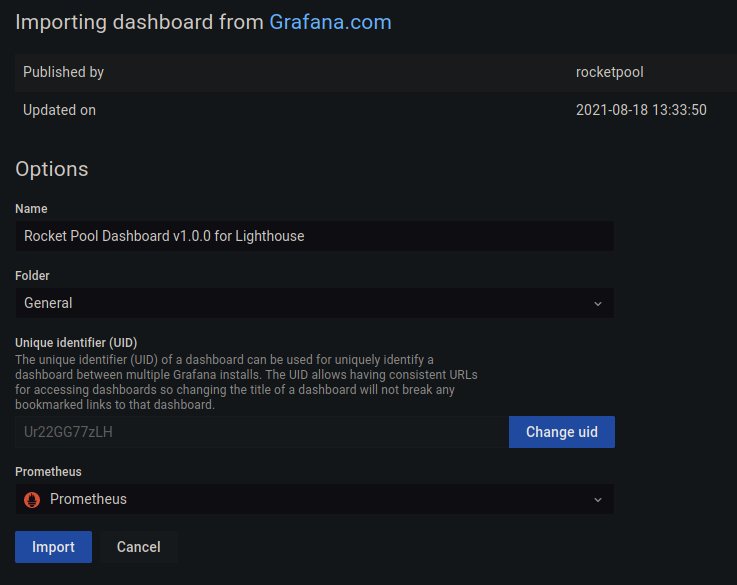 Importing dashboard from Grafana.com
Published by rocketpool
Updated on 2021-08-18 13:33:50
Options
Name
Rocket Pool Dashboard v1.0.0 for Lighthouse
Folder
General
Unique identifier (UID)
The unique identifier (UID) of a dashboard can be used for uniquely identify a
dashboard between multiple Grafana installs. The UID allows having consistent URLs
for accessing dashboards so changing the title of a dashboard will not break any
bookmarked links to that dashboard.
Ur22GG77zLH Change uid
Prometheus
Prometheus
Import Cancel